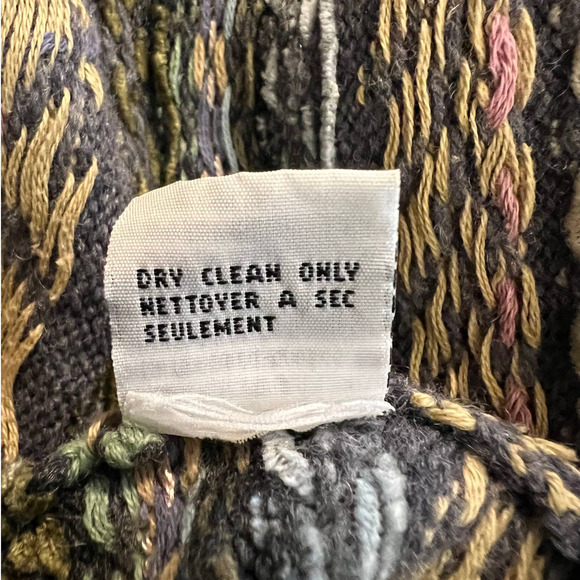 DRY CLEAN ONLY
NETTOYER A SEC
SEULEMENT